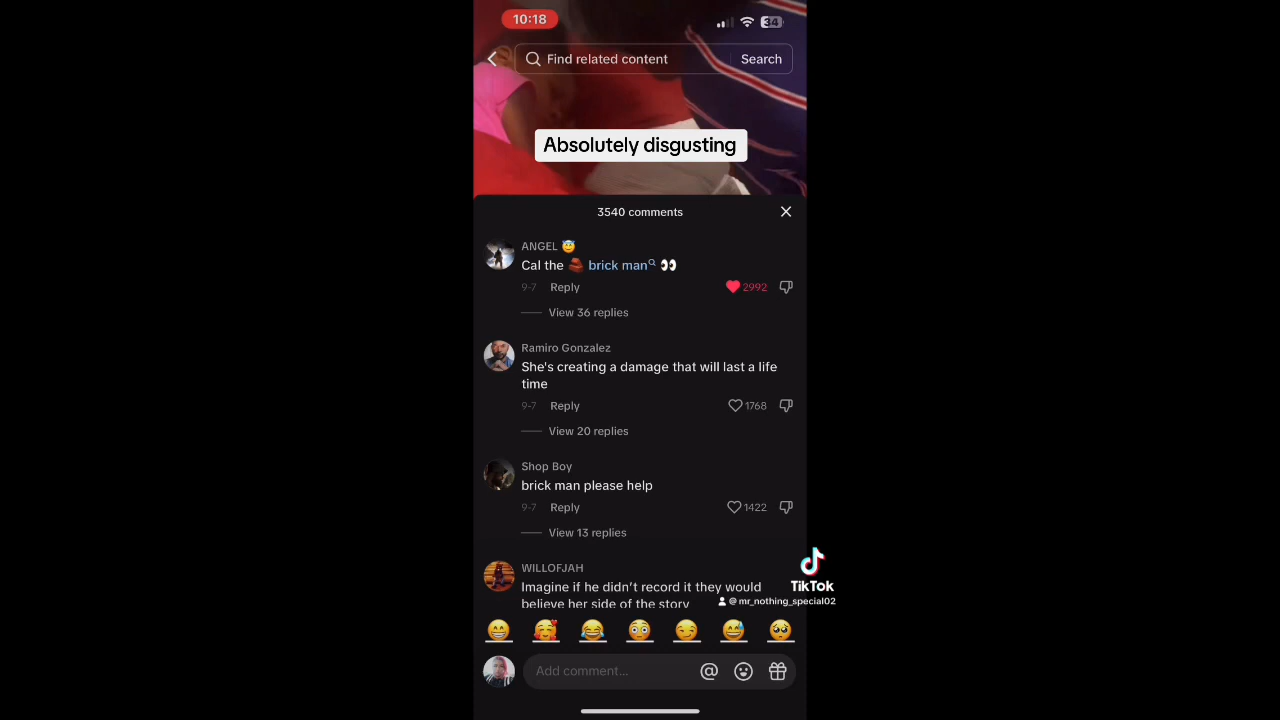 10:18
34
Find related content
Search
Absolutely disgusting
3540 comments
ANGEL 😇
Cal the 🧱 brick man 👀
9-7 Reply 2992
View 36 replies
Ramiro Gonzalez
She's creating a damage that will last a life
time
9-7 Reply 1768
View 20 replies
Shop Boy
brick man please help
9-7 Reply 1422
View 13 replies
WILLOFJAH
Imagine if he didn't record it they would
believe her side of the story
TikTok
@mr_nothing_special02
Add comment...